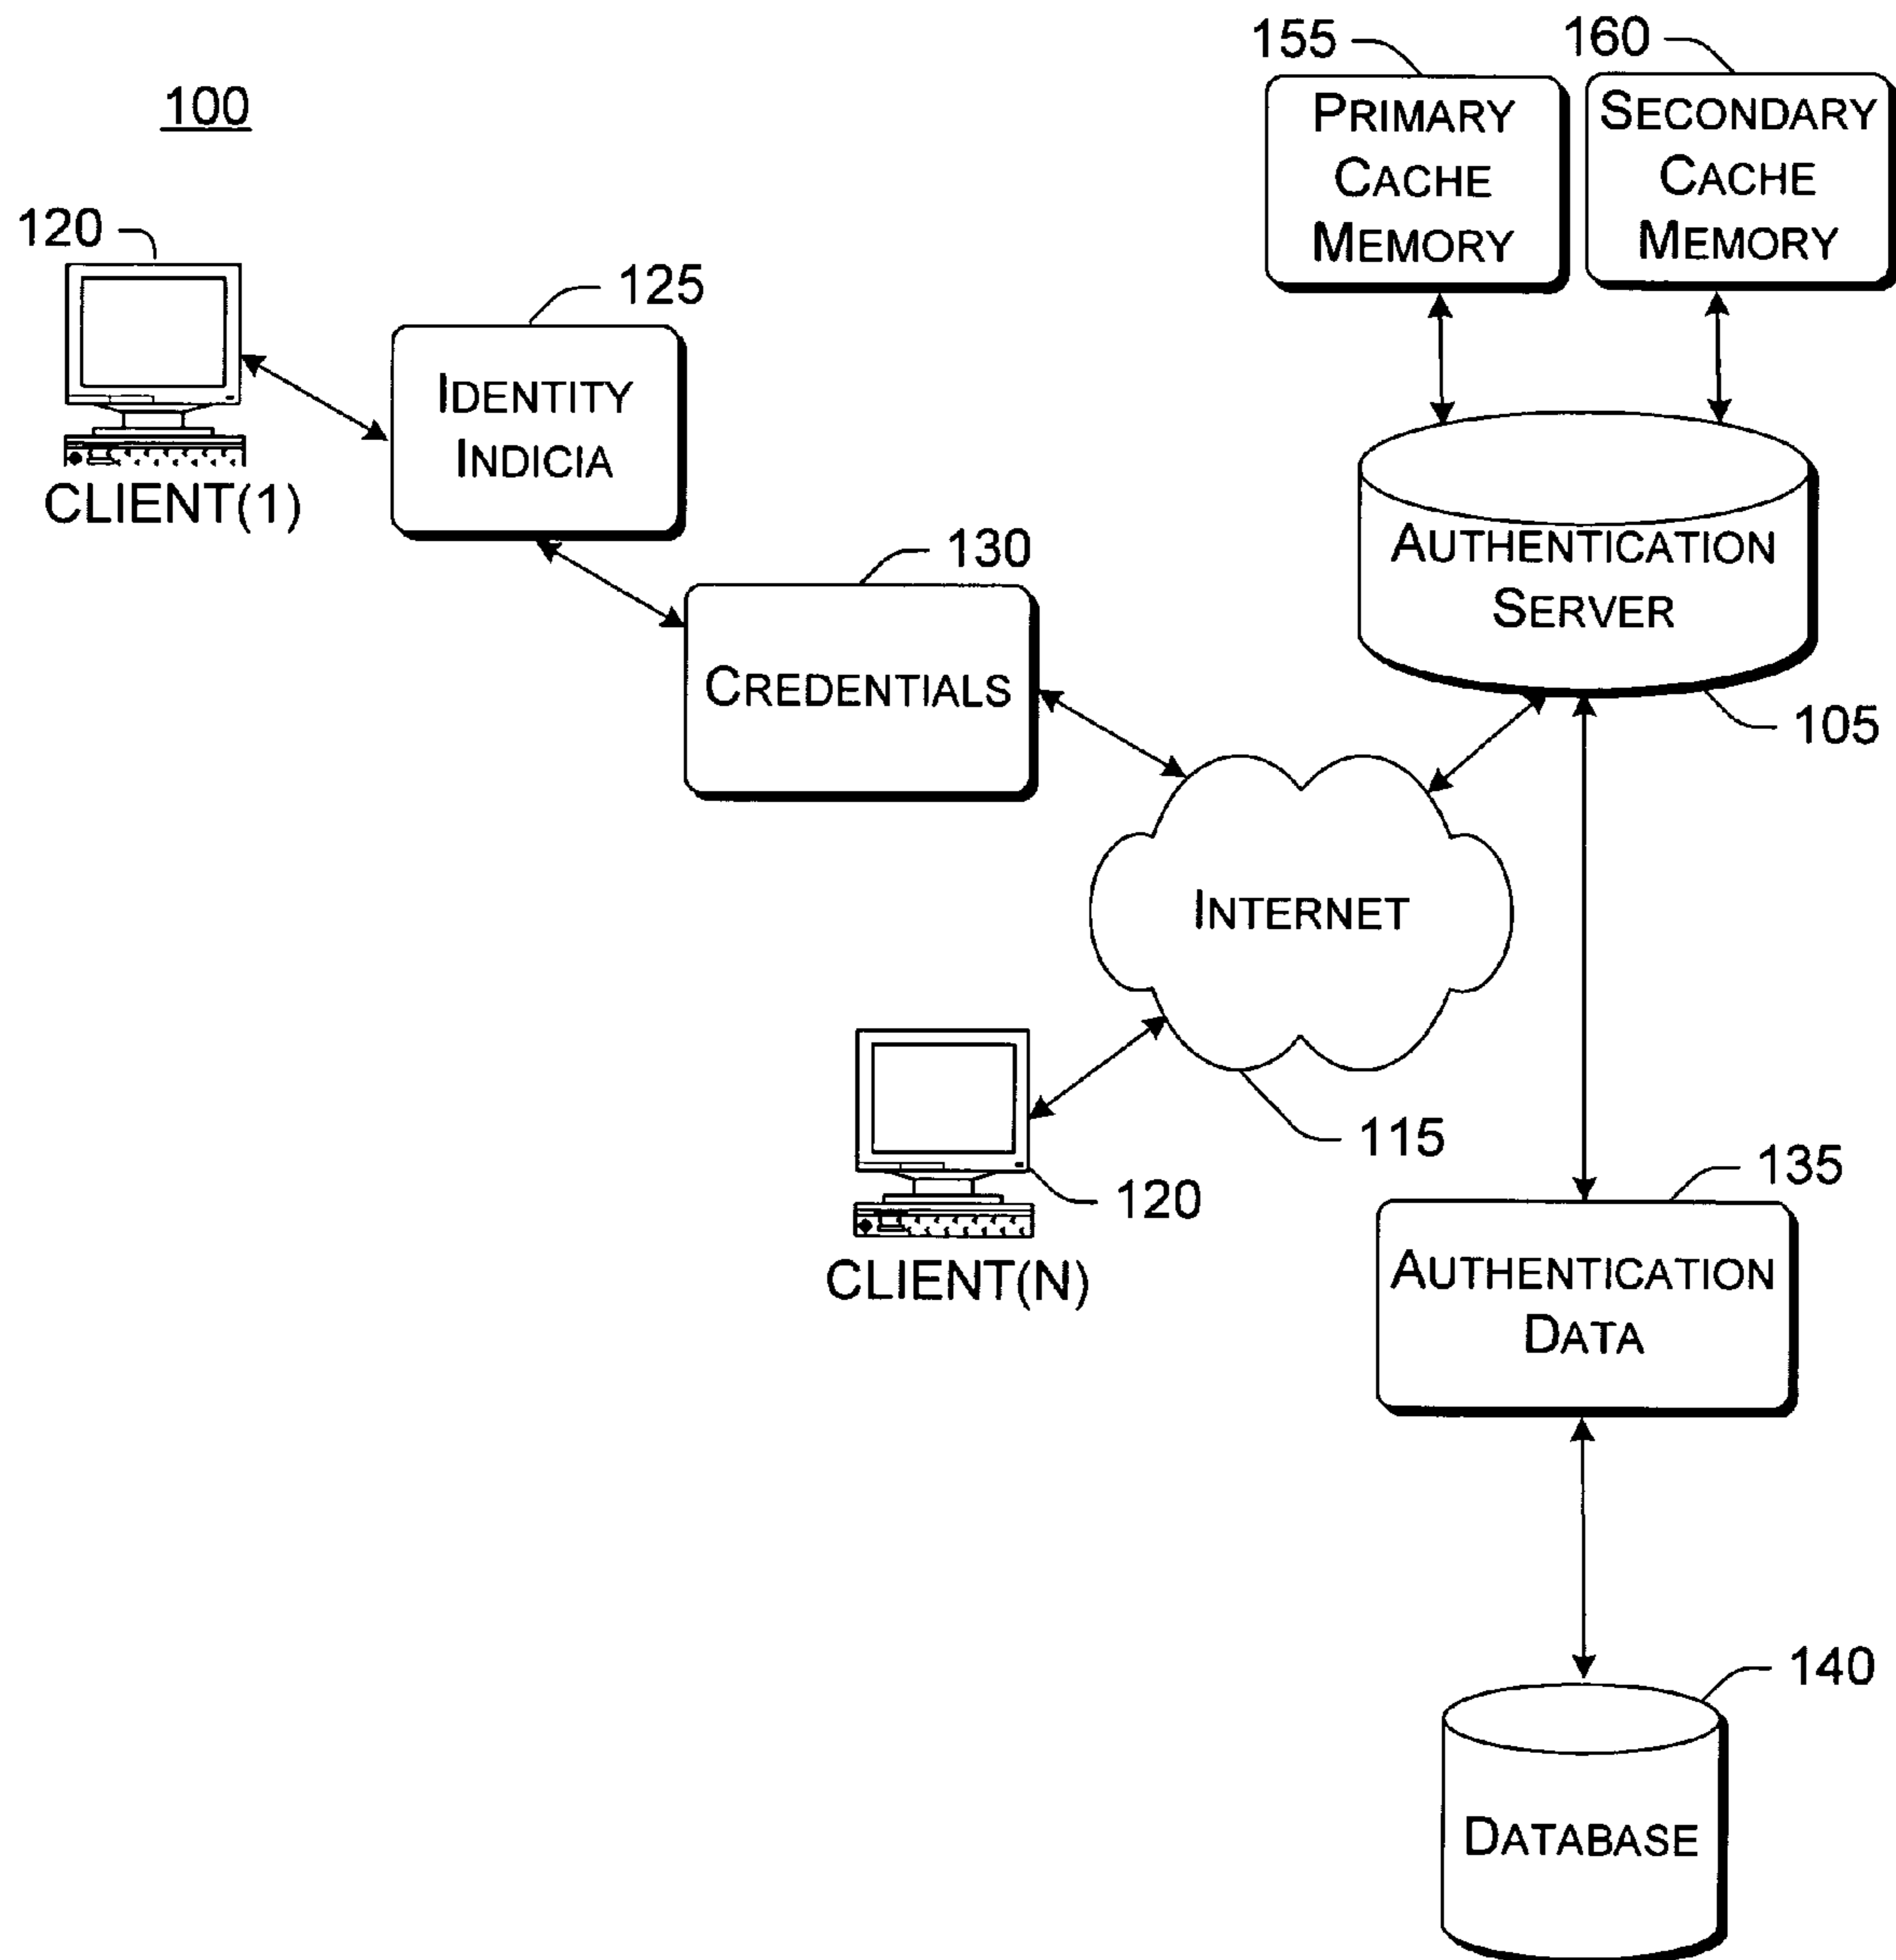 155
160
100
PRIMARY
CACHE
MEMORY
SECONDARY
CACHE
MEMORY
120
125
IDENTITY
INDICIA
CLIENT(1)
130
CREDENTIALS
AUTHENTICATION
SERVER
105
INTERNET
115
120
CLIENT(N)
135
AUTHENTICATION
DATA
140
DATABASE